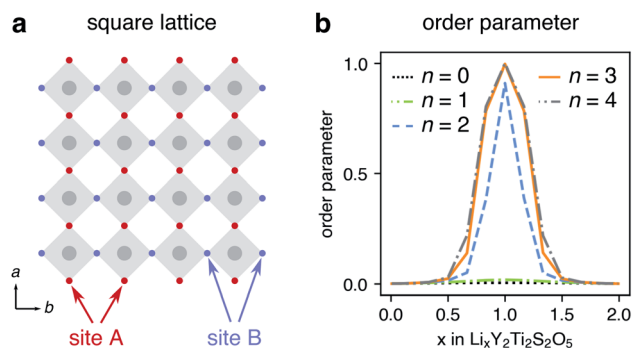 a square lattice
a
b
site A
site B
b order parameter
order parameter
1.0
0.5
0.0
n = 0
n = 1
n = 2
n = 3
n = 4
0.0 0.5 1.0 1.5 2.0
x in LiₓY₂Ti₂S₂O₅